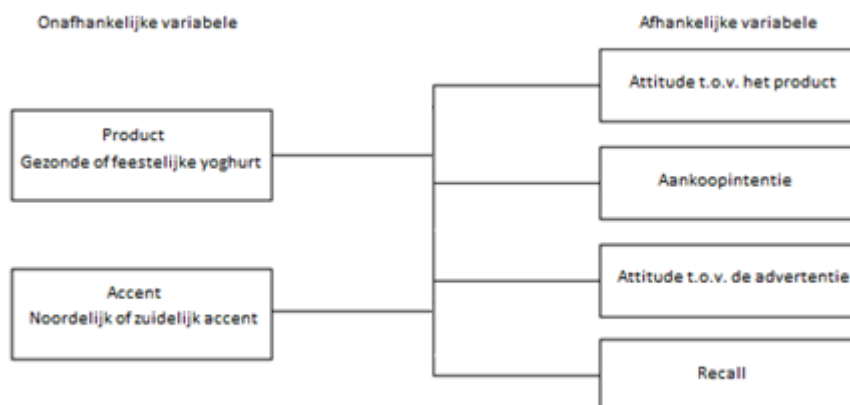 Onafhankelijke variabele
Afhankelijke variabele
Product
Gezonde of feestelijke yoghurt
Accent
Noordelijk of zuidelijk accent
Attitude t.o.v. het product
Aankoopintentie
Attitude t.o.v. de advertentie
Recall